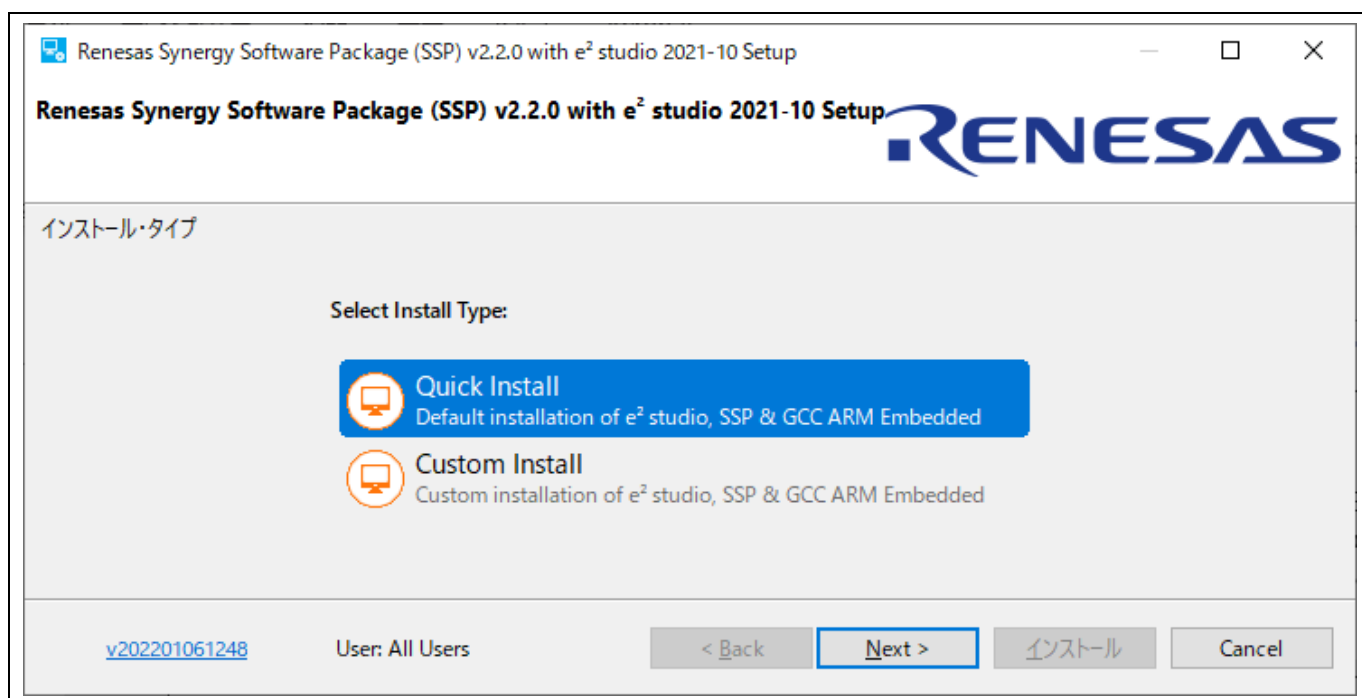 Renesas Synergy Software Package (SSP) v2.2.0 with e² studio 2021-10 Setup
Renesas Synergy Software Package (SSP) v2.2.0 with e² studio 2021-10 Setup
RENESAS
インストール・タイプ
Select Install Type:
Quick Install
Default installation of e² studio, SSP & GCC ARM Embedded
Custom Install
Custom installation of e² studio, SSP & GCC ARM Embedded
v202201061248 User: All Users < Back Next > インストール Cancel